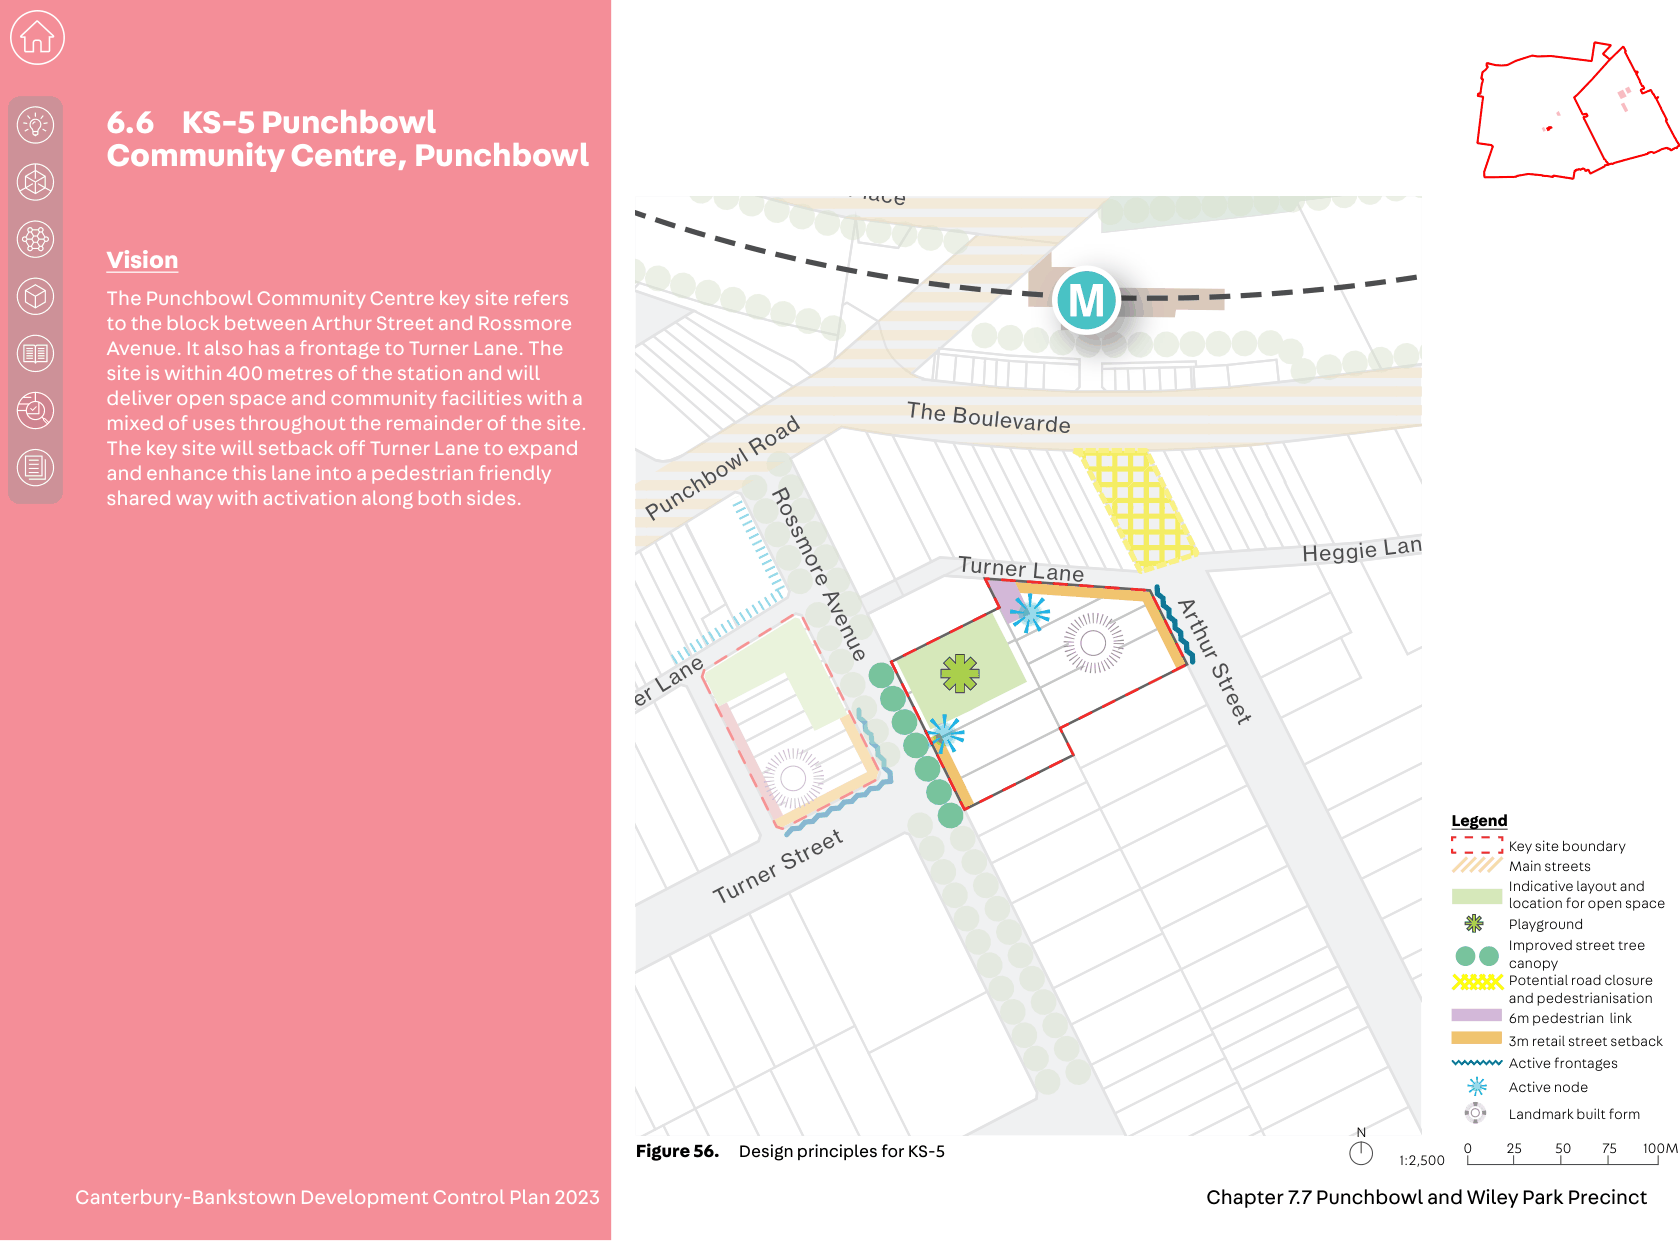 6.6 KS-5 Punchbowl
Community Centre, Punchbowl
Vision
The Punchbowl Community Centre key site refers
to the block between Arthur Street and Rossmore
Avenue. It also has a frontage to Turner Lane. The
site is within 400 metres of the station and will
deliver open space and community facilities with a
mixed of uses throughout the remainder of the site.
The key site will setback off Turner Lane to expand
and enhance this lane into a pedestrian friendly
shared way with activation along both sides.
lace
M
The Boulevarde
Punchbowl Road
Rossmore Avenue
Turner Lane
Heggie Lan
Arthur Street
er Lane
Turner Street
Legend
Key site boundary
Main streets
Indicative layout and
location for open space
Playground
Improved street tree
canopy
Potential road closure
and pedestrianisation
6m pedestrian link
3m retail street setback
Active frontages
Active node
Landmark built form
Figure 56. Design principles for KS-5
N
1:2,500
0 25 50 75 100M
Canterbury-Bankstown Development Control Plan 2023
Chapter 7.7 Punchbowl and Wiley Park Precinct